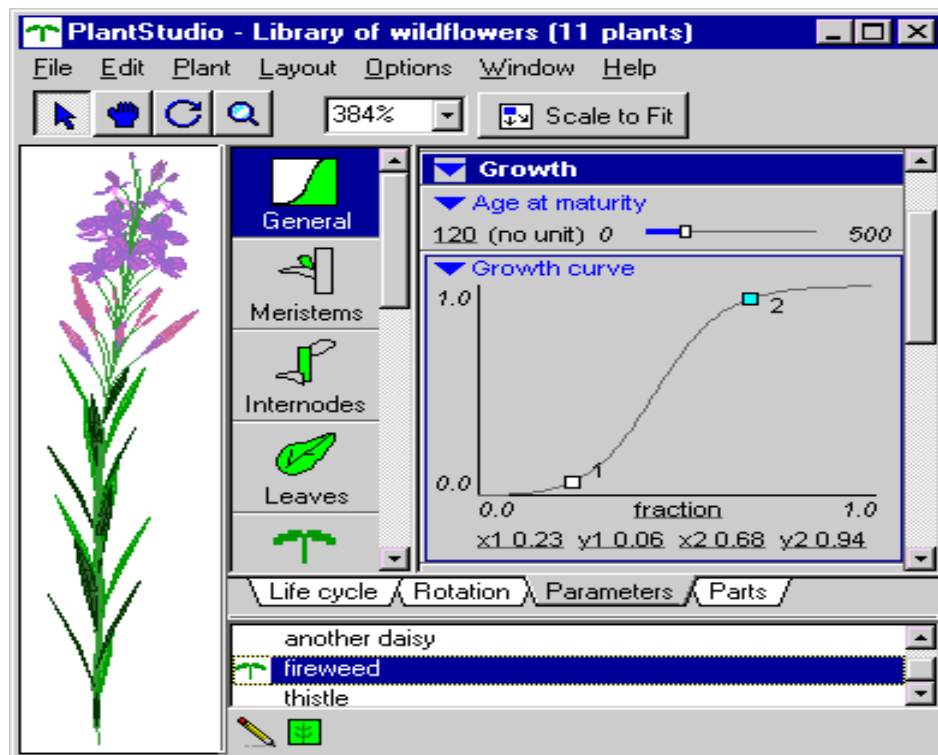 PlantStudio - Library of wildflowers (11 plants)
File Edit Plant Layout Options Window Help
384% Scale to Fit
General
Meristems
Internodes
Leaves
Growth
Age at maturity
120 (no unit) 0 500
Growth curve
1.0
2
1
0.0
0.0 fraction 1.0
x1 0.23 y1 0.06 x2 0.68 y2 0.94
Life cycle Rotation Parameters Parts
another daisy
fireweed
thistle